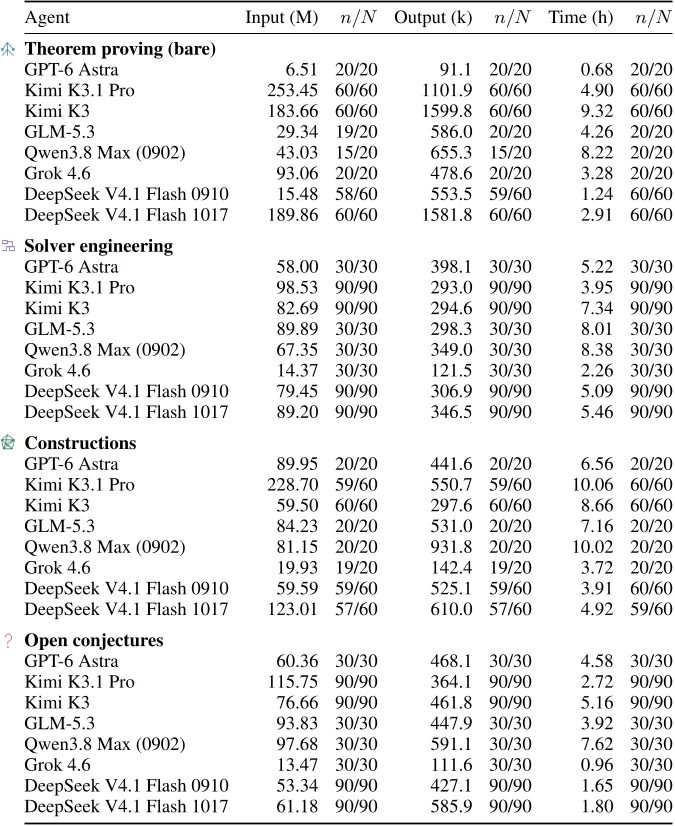 Agent Input (M) n/N Output (k) n/N Time (h) n/N
Theorem proving (bare)
GPT-6 Astra 6.51 20/20 91.1 20/20 0.68 20/20
Kimi K3.1 Pro 253.45 60/60 1101.9 60/60 4.90 60/60
Kimi K3 183.66 60/60 1599.8 60/60 9.32 60/60
GLM-5.3 29.34 19/20 586.0 20/20 4.26 20/20
Qwen3.8 Max (0902) 43.03 15/20 655.3 15/20 8.22 20/20
Grok 4.6 93.06 20/20 478.6 20/20 3.28 20/20
DeepSeek V4.1 Flash 0910 15.48 58/60 553.5 59/60 1.24 60/60
DeepSeek V4.1 Flash 1017 189.86 60/60 1581.8 60/60 2.91 60/60
Solver engineering
GPT-6 Astra 58.00 30/30 398.1 30/30 5.22 30/30
Kimi K3.1 Pro 98.53 90/90 293.0 90/90 3.95 90/90
Kimi K3 82.69 90/90 294.6 90/90 7.34 90/90
GLM-5.3 89.89 30/30 298.3 30/30 8.01 30/30
Qwen3.8 Max (0902) 67.35 30/30 349.0 30/30 8.38 30/30
Grok 4.6 14.37 30/30 121.5 30/30 2.26 30/30
DeepSeek V4.1 Flash 0910 79.45 90/90 306.9 90/90 5.09 90/90
DeepSeek V4.1 Flash 1017 89.20 90/90 346.5 90/90 5.46 90/90
Constructions
GPT-6 Astra 89.95 20/20 441.6 20/20 6.56 20/20
Kimi K3.1 Pro 228.70 59/60 550.7 59/60 10.06 60/60
Kimi K3 59.50 60/60 297.6 60/60 8.66 60/60
GLM-5.3 84.23 20/20 531.0 20/20 7.16 20/20
Qwen3.8 Max (0902) 81.15 20/20 931.8 20/20 10.02 20/20
Grok 4.6 19.93 19/20 142.4 19/20 3.72 20/20
DeepSeek V4.1 Flash 0910 59.59 59/60 525.1 59/60 3.91 60/60
DeepSeek V4.1 Flash 1017 123.01 57/60 610.0 57/60 4.92 59/60
? Open conjectures
GPT-6 Astra 60.36 30/30 468.1 30/30 4.58 30/30
Kimi K3.1 Pro 115.75 90/90 364.1 90/90 2.72 90/90
Kimi K3 76.66 90/90 461.8 90/90 5.16 90/90
GLM-5.3 93.83 30/30 447.9 30/30 3.92 30/30
Qwen3.8 Max (0902) 97.68 30/30 591.1 30/30 7.62 30/30
Grok 4.6 13.47 30/30 111.6 30/30 0.96 30/30
DeepSeek V4.1 Flash 0910 53.34 90/90 427.1 90/90 1.65 90/90
DeepSeek V4.1 Flash 1017 61.18 90/90 585.9 90/90 1.80 90/90